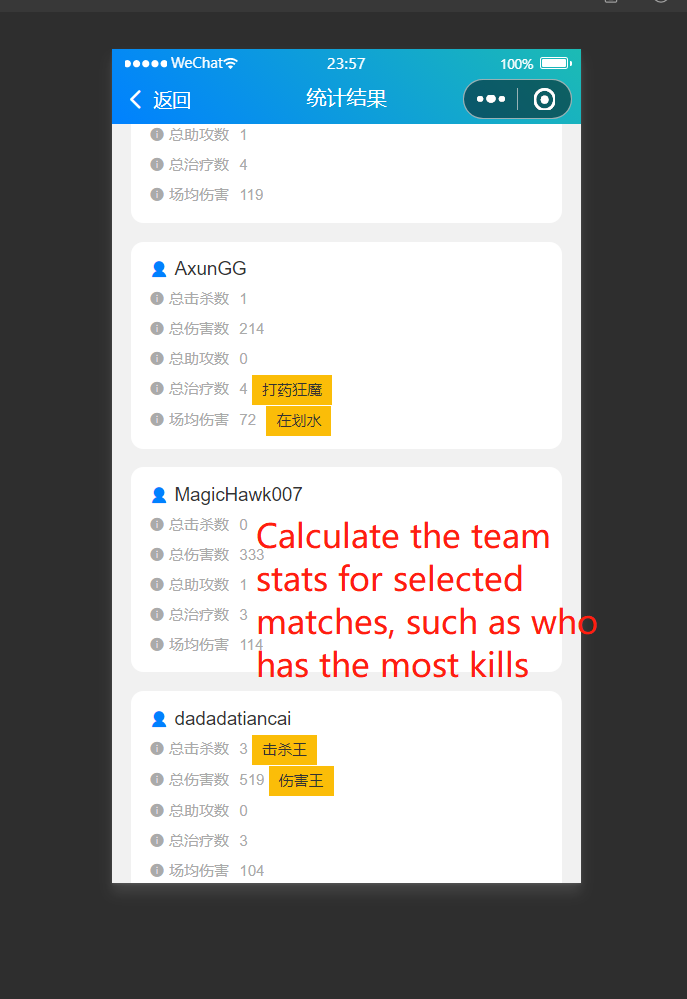 WeChat 23:57 100%
返回 统计结果
总助攻数 1
总治疗数 4
场均伤害 119
AxunGG
总击杀数 1
总伤害数 214
总助攻数 0
总治疗数 4 打药狂魔
场均伤害 72 在划水
MagicHawk007
总击杀数 0
总伤害数 333
总助攻数 1
总治疗数 3
场均伤害 114
Calculate the team
stats for selected
matches, such as who
has the most kills
dadadatiancai
总击杀数 3 击杀王
总伤害数 519 伤害王
总助攻数 0
总治疗数 3
场均伤害 104